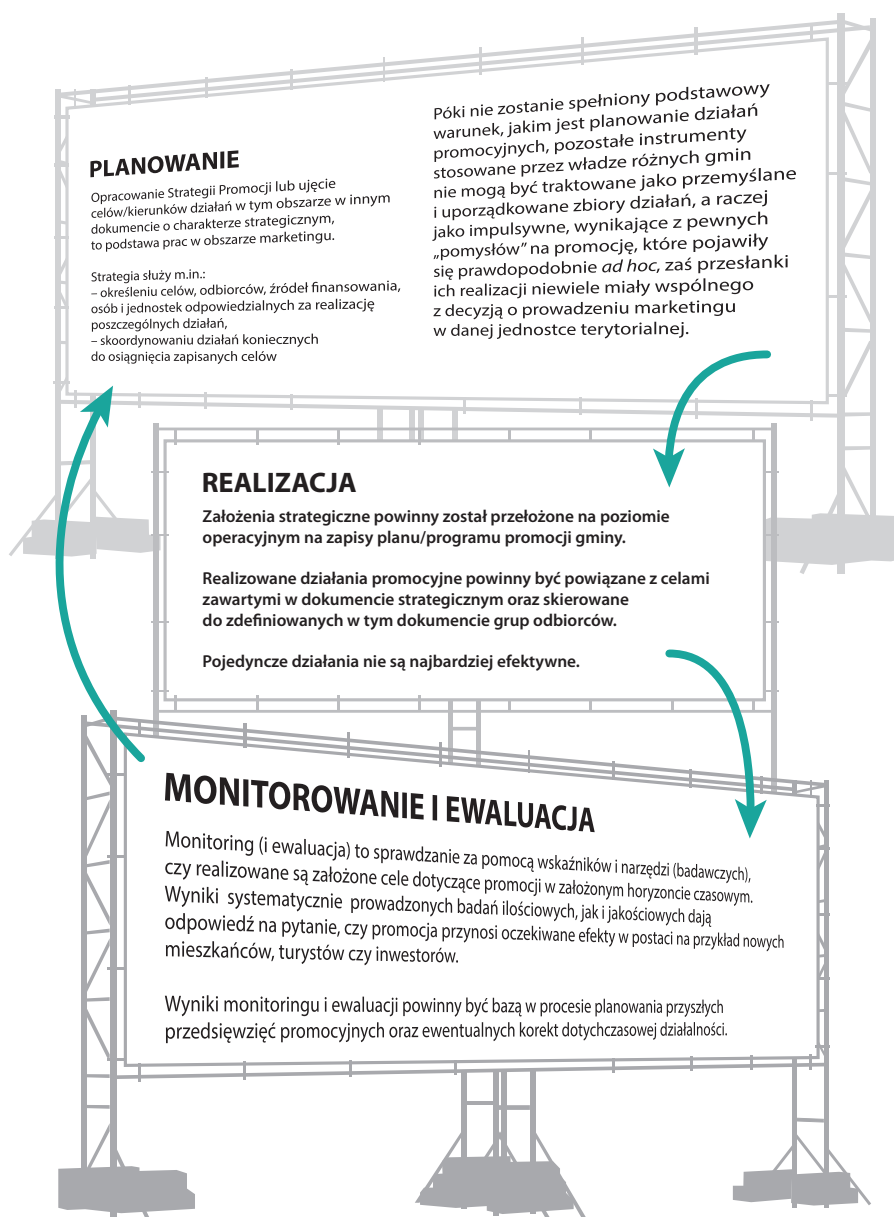 PLANOWANIE
Opracowanie Strategii Promocji lub ujęcie
celów/kierunków działań w tym obszarze w innym
dokumencie o charakterze strategicznym,
to podstawa prac w obszarze marketingu.
Strategia służy m.in.:
– określeniu celów, odbiorców, źródeł finansowania,
osób i jednostek odpowiedzialnych za realizację
poszczególnych działań,
– skoordynowaniu działań koniecznych
do osiągnięcia zapisanych celów
Póki nie zostanie spełniony podstawowy
warunek, jakim jest planowanie działań
promocyjnych, pozostałe instrumenty
stosowane przez władze różnych gmin
nie mogą być traktowane jako przemyślane
i uporządkowane zbiory działań, a raczej
jako impulsywne, wynikające z pewnych
„pomysłów” na promocję, które pojawiły
się prawdopodobnie ad hoc, zaś przesłanki
ich realizacji niewiele miały wspólnego
z decyzją o prowadzeniu marketingu
w danej jednostce terytorialnej.
REALIZACJA
Założenia strategiczne powinny został przełożone na poziomie
operacyjnym na zapisy planu/programu promocji gminy.
Realizowane działania promocyjne powinny być powiązane z celami
zawartymi w dokumencie strategicznym oraz skierowane
do zdefiniowanych w tym dokumencie grup odbiorców.
Pojedyncze działania nie są najbardziej efektywne.
MONITOROWANIE I EWALUACJA
Monitoring (i ewaluacja) to sprawdzanie za pomocą wskaźników i narzędzi (badawczych),
czy realizowane są założone cele dotyczące promocji w założonym horyzoncie czasowym.
Wyniki systematycznie prowadzonych badań ilościowych, jak i jakościowych dają
odpowiedź na pytanie, czy promocja przynosi oczekiwane efekty w postaci na przykład nowych
mieszkańców, turystów czy inwestorów.
Wyniki monitoringu i ewaluacji powinny być bazą w procesie planowania przyszłych
przedsięwzięć promocyjnych oraz ewentualnych korekt dotychczasowej działalności.